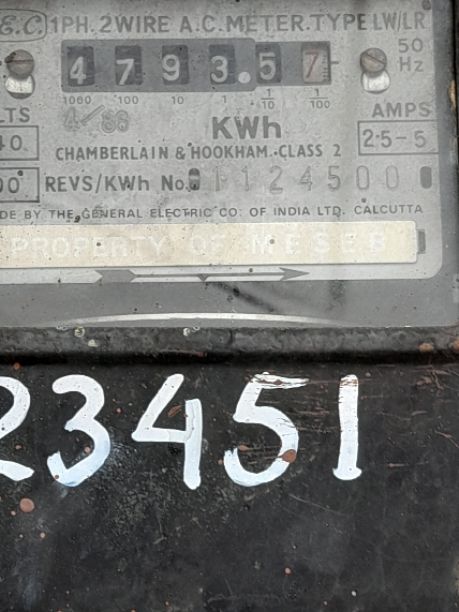 E.C. 1PH. 2WIRE A.C. METER. TYPE LW/LR
4 7 9 3 . 5 7
50
Hz
1000 100 10 1 1/10 1/100
4/86
KWh
AMPS
CHAMBERLAIN & HOOKHAM.-CLASS 2
2·5-5
REVS/KWh No.
DE BY THE GENERAL ELECTRIC CO. OF INDIA LTD. CALCUTTA
PROPERTY OF M E S E B
23451